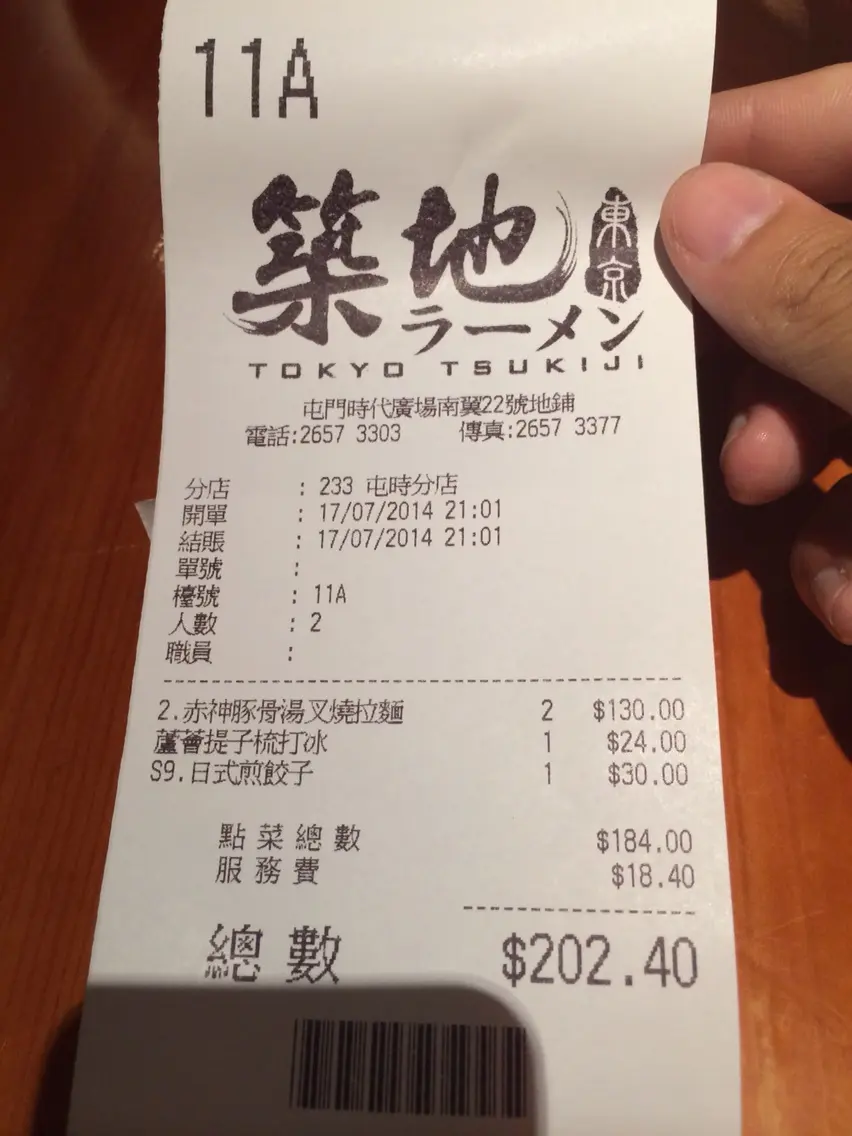 11A
築地 東京
ラーメン
TOKYO TSUKIJI
屯門時代廣場南翼22號地鋪
電話:2657 3303 傳真:2657 3377
分店 : 233 屯時分店
開單 : 17/07/2014 21:01
結賬 : 17/07/2014 21:01
單號 :
檯號 : 11A
人數 : 2
職員 :
2.赤神豚骨湯叉燒拉麵 2 $130.00
蘆薈提子梳打冰 1 $24.00
S9.日式煎餃子 1 $30.00
點菜總數 $184.00
服務費 $18.40
總數 $202.40